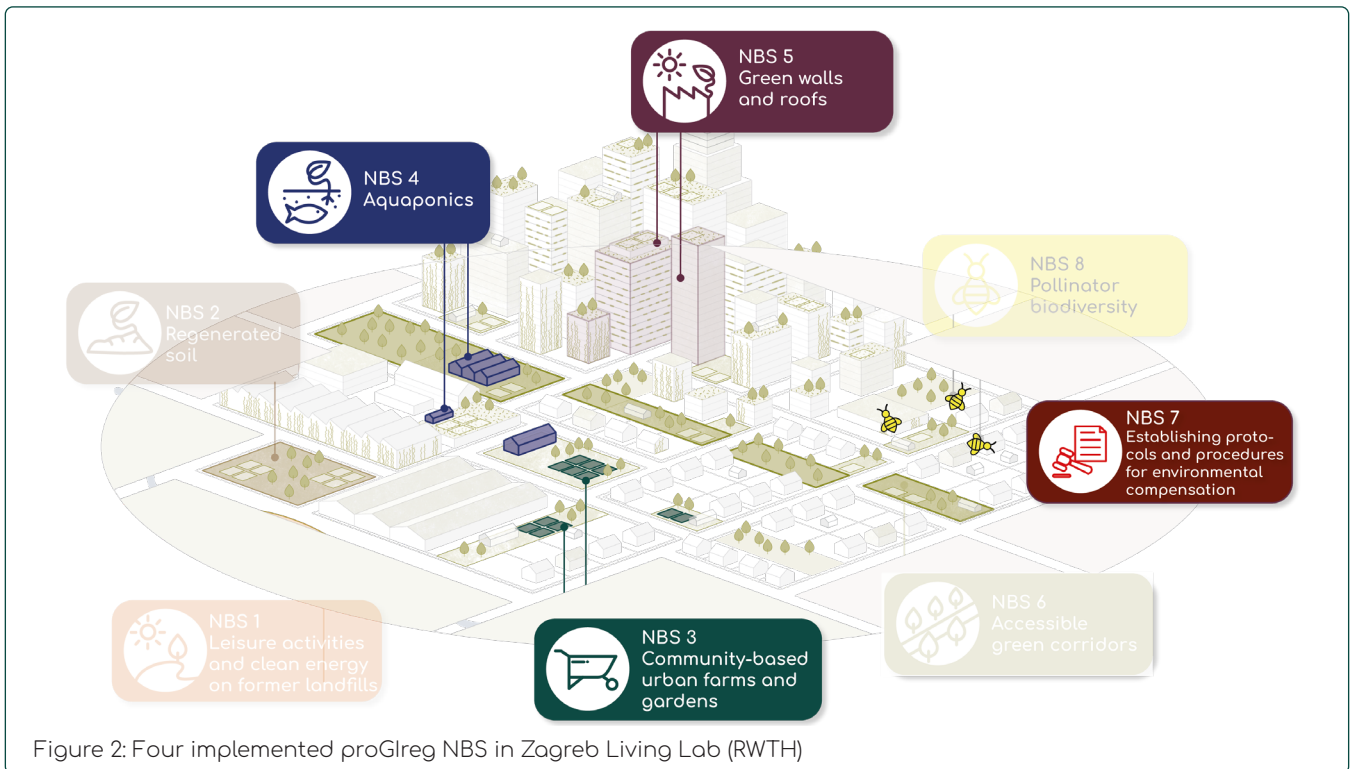 NBS 5
Green walls
and roofs
NBS 4
Aquaponics
NBS 8
Pollinator
biodiversity
NBS 2
Regenerated
soil
NBS 7
Establishing proto-
cols and procedures
for environmental
compensation
NBS 1
Leisure activities
and clean energy
on former landfills
NBS 3
Community-based
urban farms and
gardens
NBS 6
Accessible
green corridors
Figure 2: Four implemented proGIreg NBS in Zagreb Living Lab (RWTH)